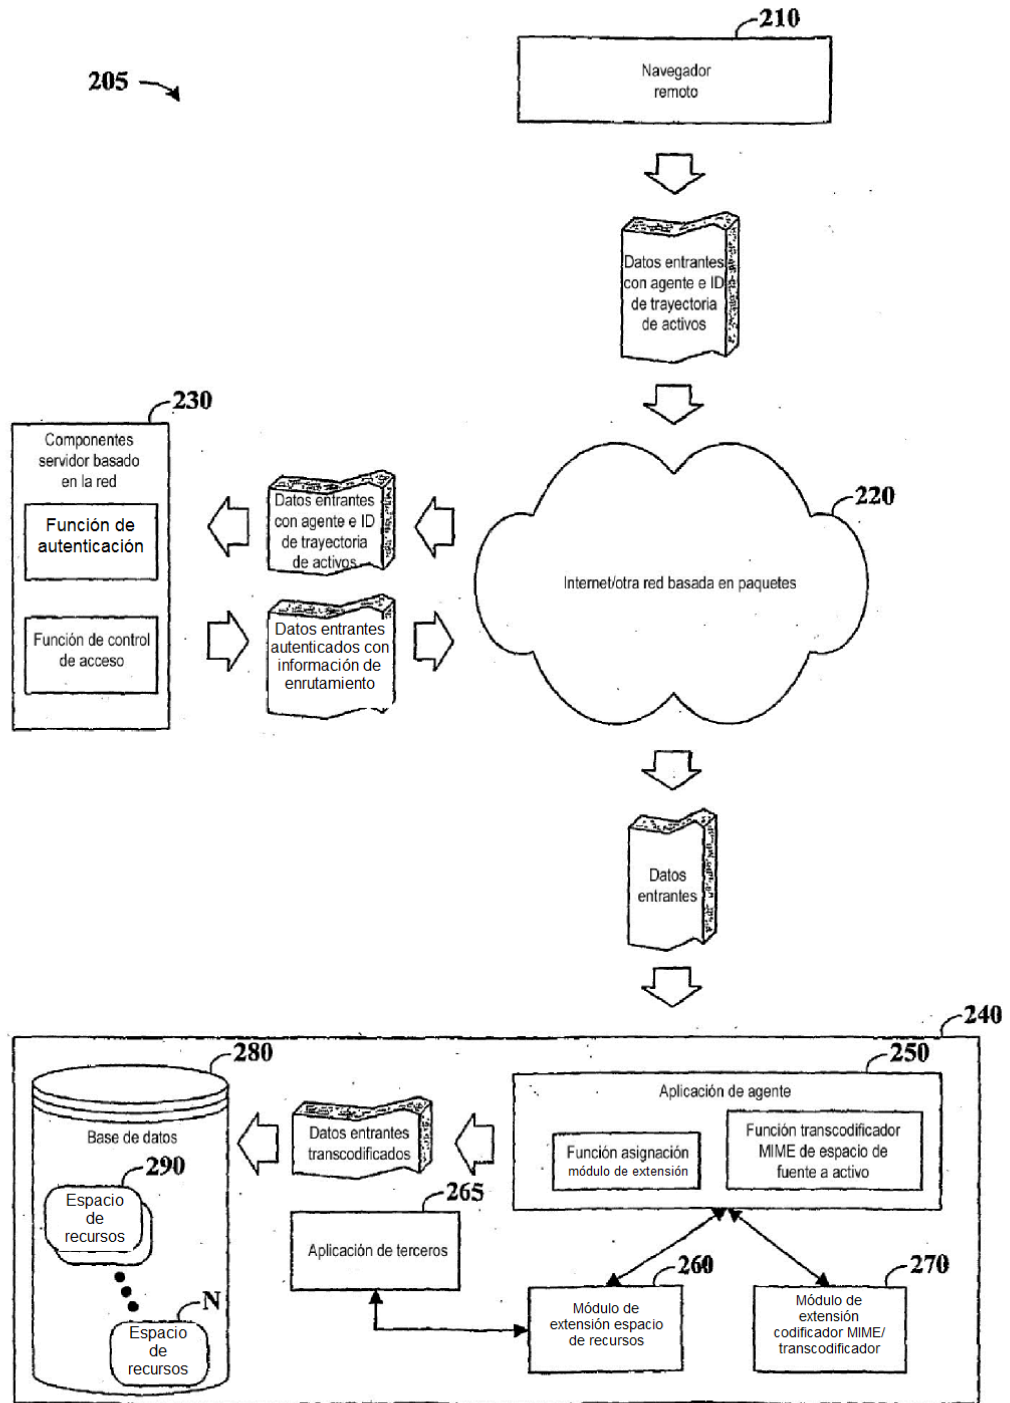 210
Navegador
remoto
205
Datos entrantes
con agente e ID
de trayectoria
de activos
230
Componentes
servidor basado
en la red
Función de
autenticación
Función de control
de acceso
Datos entrantes
con agente e ID
de trayectoria
de activos
Datos entrantes
autenticados con
información de
enrutamiento
220
Internet/otra red basada en paquetes
Datos
entrantes
240
280
Base de datos
290
Espacio
de
recursos
N
Espacio
de
recursos
Datos entrantes
transcodificados
250
Aplicación de agente
Función asignación
módulo de extensión
Función transcodificador
MIME de espacio de
fuente a activo
265
Aplicación de terceros
260
Módulo de
extensión espacio
de recursos
270
Módulo de
extensión
codificador MIME/
transcodificador